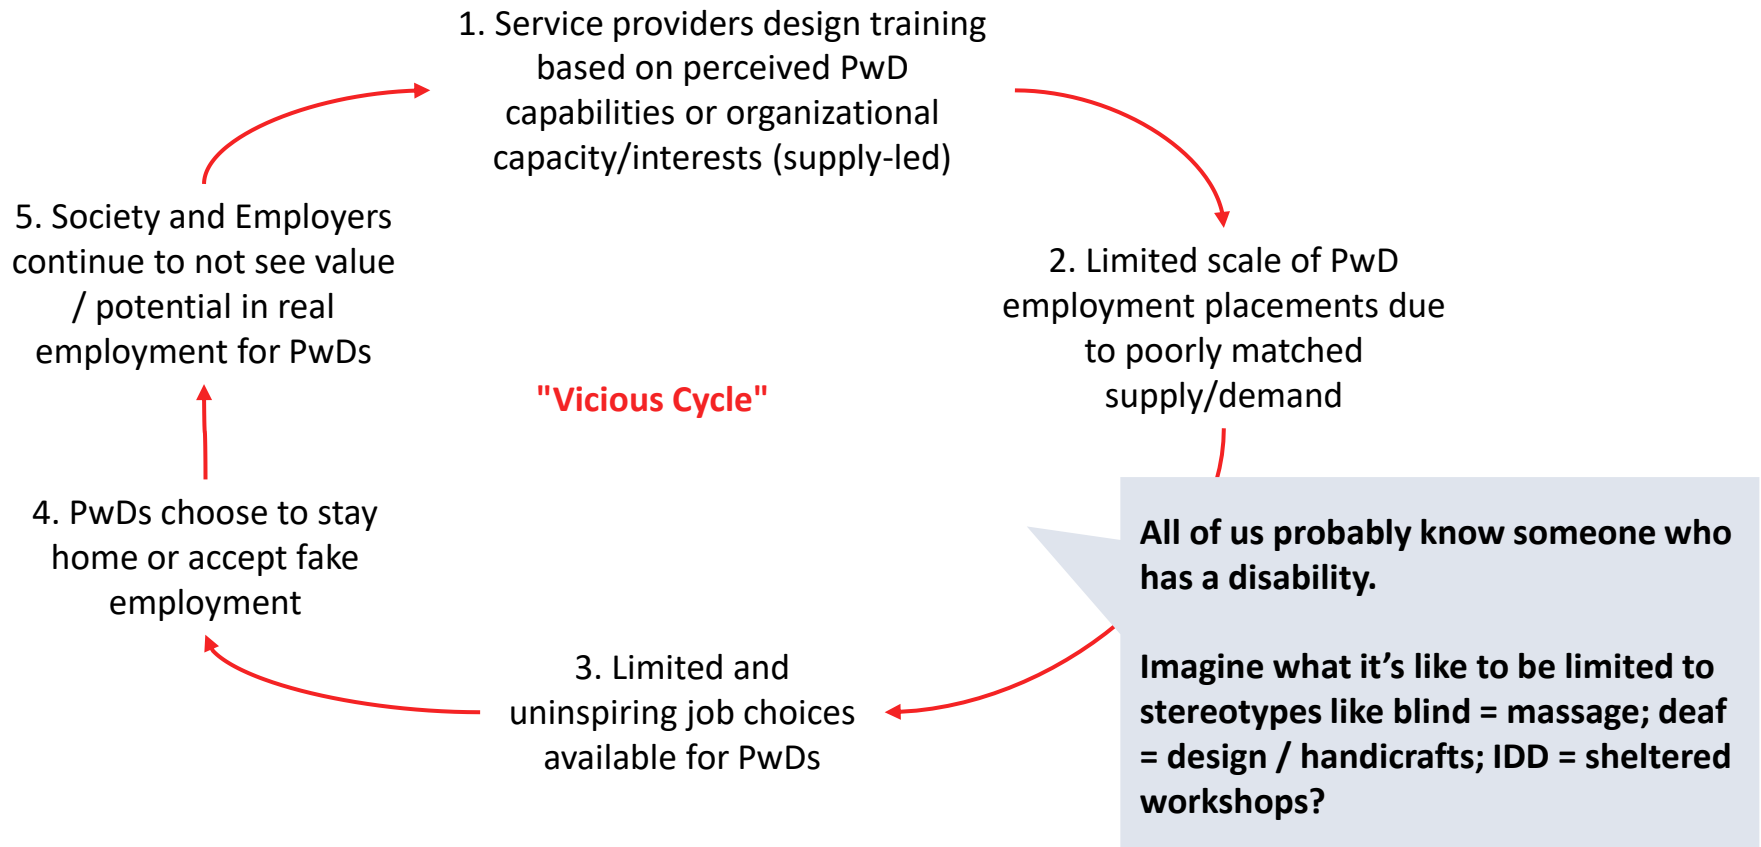 1. Service providers design training
based on perceived PwD
capabilities or organizational
capacity/interests (supply-led)
2. Limited scale of PwD
employment placements due
to poorly matched
supply/demand
3. Limited and
uninspiring job choices
available for PwDs
4. PwDs choose to stay
home or accept fake
employment
5. Society and Employers
continue to not see value
/ potential in real
employment for PwDs
"Vicious Cycle"
All of us probably know someone who
has a disability.
Imagine what it’s like to be limited to
stereotypes like blind = massage; deaf
= design / handicrafts; IDD = sheltered
workshops?